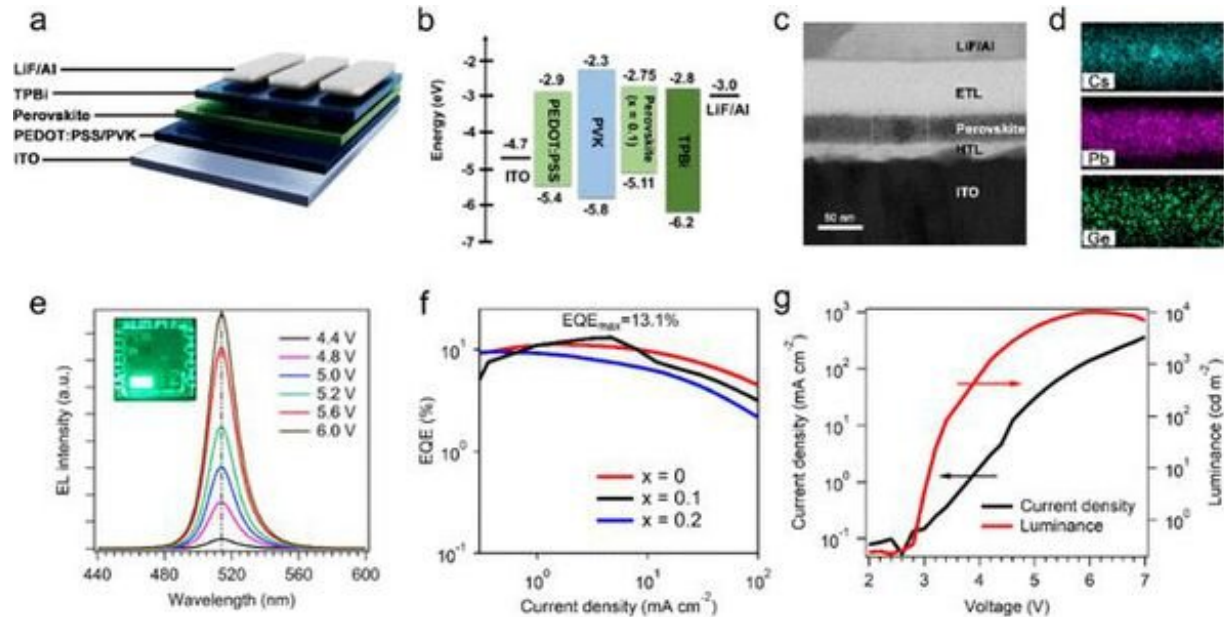 a
LiF/Al
TPBi
Perovskite
PEDOT:PSS/PVK
ITO
b
Energy (eV)
-2
-3
-4
-5
-6
-7
-4.7
ITO
-2.9
PEDOT:PSS
-5.4
-2.3
PVK
-5.8
-2.75
Perovskite
(x = 0.1)
-5.11
-2.8
TPBi
-6.2
-3.0
LiF/Al
c
LiF/Al
ETL
Perovskite
HTL
ITO
50 nm
d
Cs
Pb
Ge
e
EL intensity (a.u.)
4.4 V
4.8 V
5.0 V
5.2 V
5.6 V
6.0 V
440 480 520 560 600
Wavelength (nm)
f
EQEmax=13.1%
EQE (%)
10^1
10^0
10^-1
x = 0
x = 0.1
x = 0.2
10^0 10^1 10^2
Current density (mA cm^-2)
g
Current density (mA cm^-2)
10^3
10^2
10^1
10^0
10^-1
Current density
Luminance
10^4
10^3
10^2
10^1
10^0
Luminance (cd m^-2)
2 3 4 5 6 7
Voltage (V)